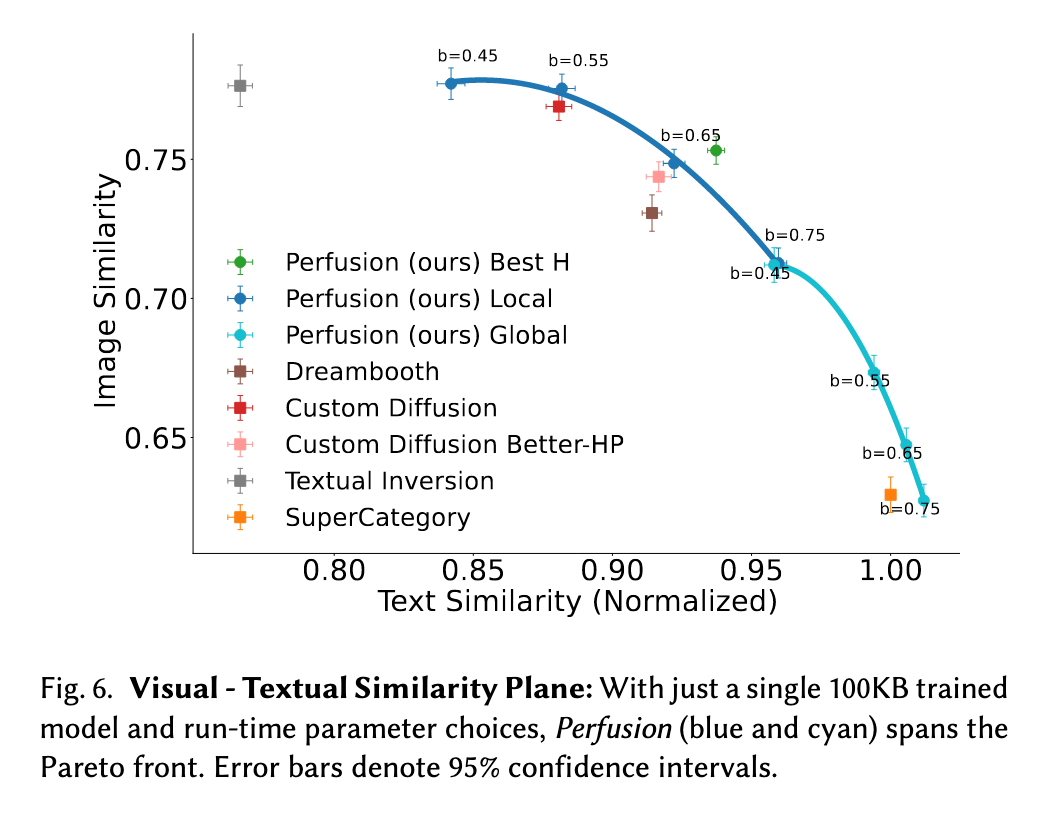 b=0.45
b=0.55
b=0.65
b=0.75
b=0.45
b=0.55
b=0.65
b=0.75
0.75
0.70
0.65
Image Similarity
Perfusion (ours) Best H
Perfusion (ours) Local
Perfusion (ours) Global
Dreambooth
Custom Diffusion
Custom Diffusion Better-HP
Textual Inversion
SuperCategory
0.80 0.85 0.90 0.95 1.00
Text Similarity (Normalized)
Fig. 6. Visual - Textual Similarity Plane: With just a single 100KB trained
model and run-time parameter choices, Perfusion (blue and cyan) spans the
Pareto front. Error bars denote 95% confidence intervals.